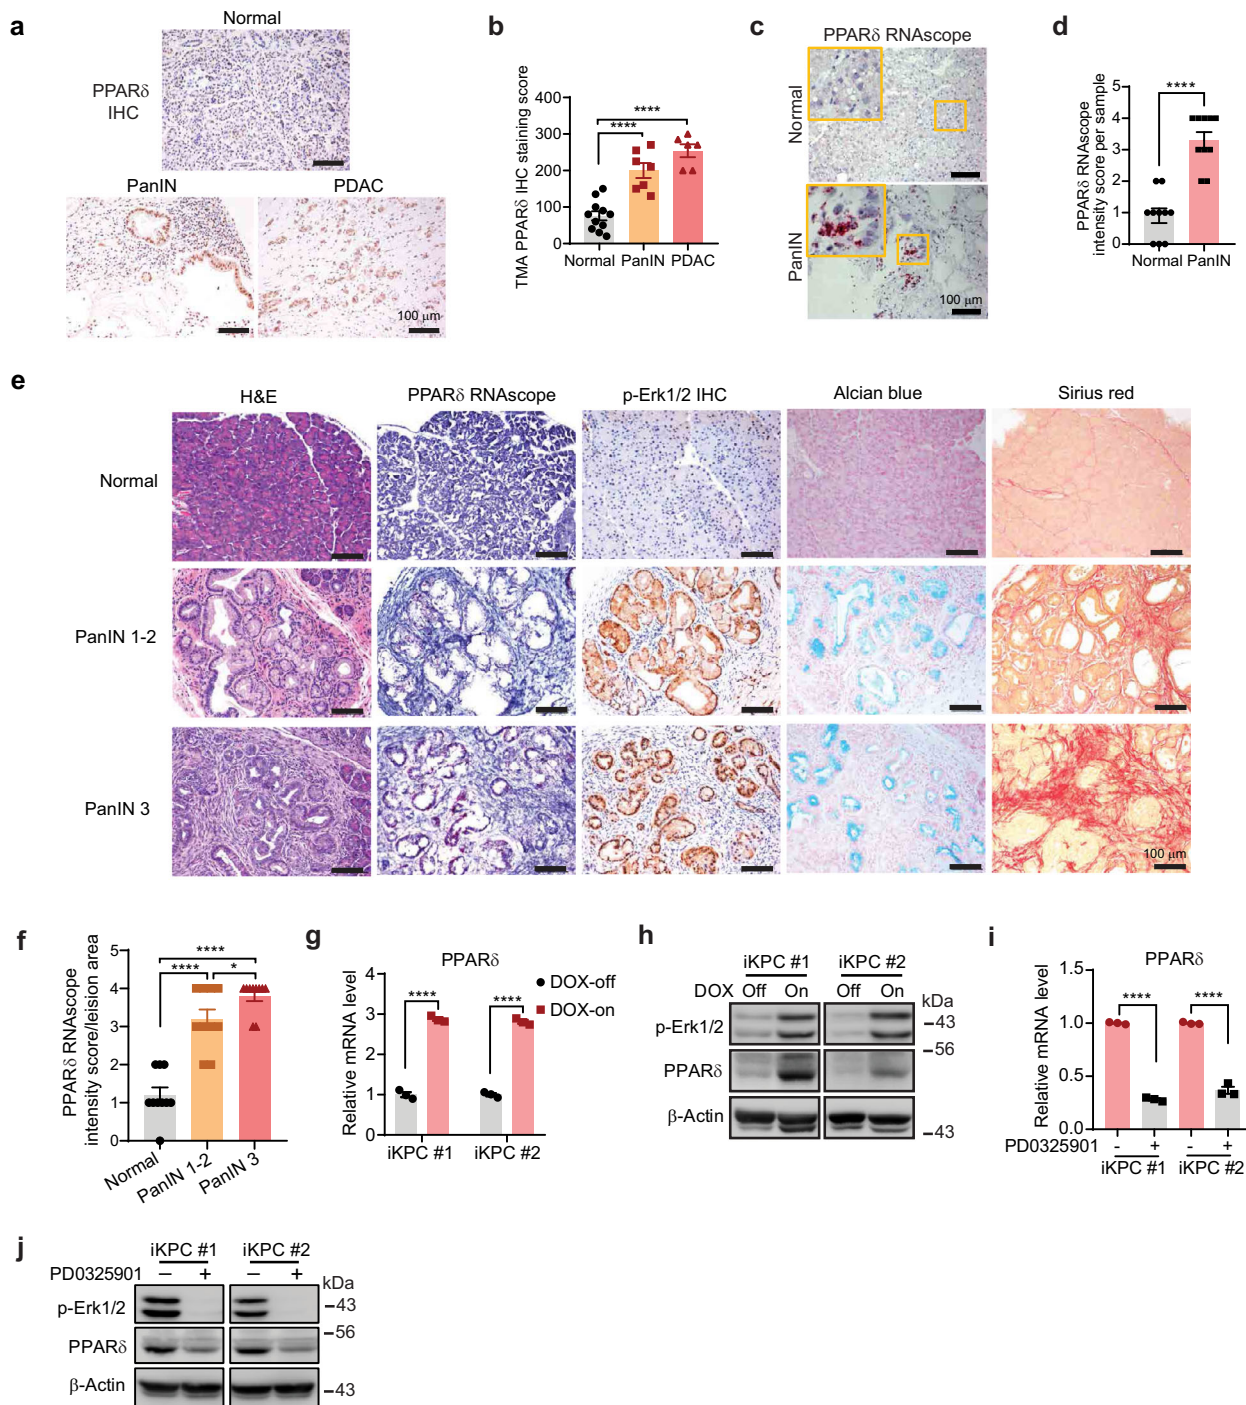 a
Normal
PPARδ
IHC
PanIN
PDAC
100 μm
b
TMA PPARδ IHC staining score
400
300
200
100
0
****
****
Normal PanIN PDAC
c
PPARδ RNAscope
Normal
PanIN
100 μm
d
PPARδ RNAscope
intensity score per sample
5
4
3
2
1
0
****
Normal PanIN
e
H&E
PPARδ RNAscope
p-Erk1/2 IHC
Alcian blue
Sirius red
Normal
PanIN 1-2
PanIN 3
100 μm
f
PPARδ RNAscope
intensity score/lesion area
5
4
3
2
1
0
****
****
*
Normal
PanIN 1-2
PanIN 3
g
PPARδ
Relative mRNA level
4
3
2
1
0
****
****
DOX-off
DOX-on
iKPC #1
iKPC #2
h
iKPC #1 iKPC #2
DOX Off On Off On kDa
p-Erk1/2
43
56
PPARδ
β-Actin
43
i
PPARδ
Relative mRNA level
1.5
1.0
0.5
0.0
****
****
PD0325901 - + - +
iKPC #1 iKPC #2
j
iKPC #1 iKPC #2
PD0325901 – + – + kDa
p-Erk1/2
43
56
PPARδ
β-Actin
43